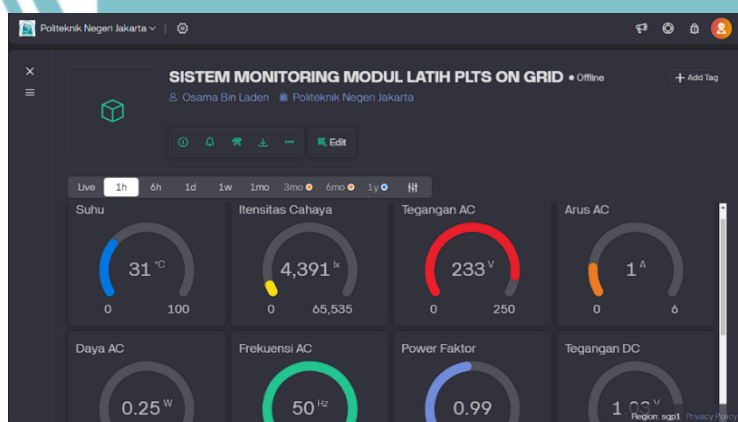 Politeknik Negeri Jakarta
SISTEM MONITORING MODUL LATIH PLTS ON GRID • Offline
+ Add Tag
Osama Bin Laden Politeknik Negeri Jakarta
Edit
Live 1h 6h 1d 1w 1mo 3mo 6mo 1y
Suhu Itensitas Cahaya Tegangan AC Arus AC
31 °C 4,391 lx 233 V 1 A
0 100 0 65,535 0 250 0 6
Daya AC Frekuensi AC Power Faktor Tegangan DC
0.25 W 50 Hz 0.99 1.03 V
Region: sgp1 Privacy Policy